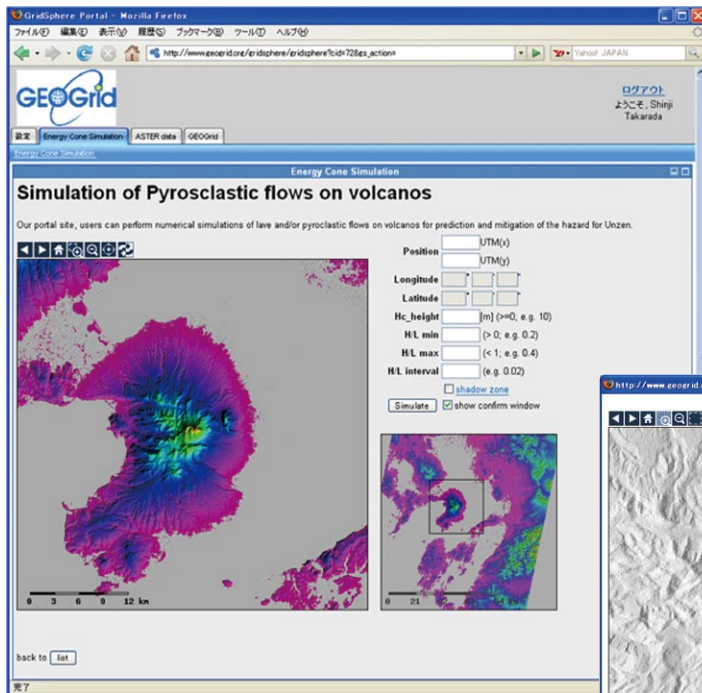 GridSphere Portal - Mozilla Firefox
ファイル(F) 編集(E) 表示(V) 履歴(S) ブックマーク(B) ツール(T) ヘルプ(H)
http://www.geogrid.org/gridsphere/gridsphere?cid=72&gs_action=
Yahoo! JAPAN
GEOGrid
ログアウト
ようこそ, Shinji
Takarada
設定 Energy Cone Simulation ASTER data GEOGrid
Energy Cone Simulation
Energy Cone Simulation
Simulation of Pyrosclastic flows on volcanos
Our portal site, users can perform numerical simulations of lave and/or pyroclastic flows on volcanos for prediction and mitigation of the hazard for Unzen.
Position UTM(x)
UTM(y)
Longitude ° ' "
Latitude ° ' "
Hc_height [m] (>=0; e.g. 10)
H/L min (> 0; e.g. 0.2)
H/L max (< 1; e.g. 0.4)
H/L interval (e.g. 0.02)
shadow zone
Simulate show confirm window
0 3 6 9 12 km
0 21
km
back to list
完了
http://www.geogrid.